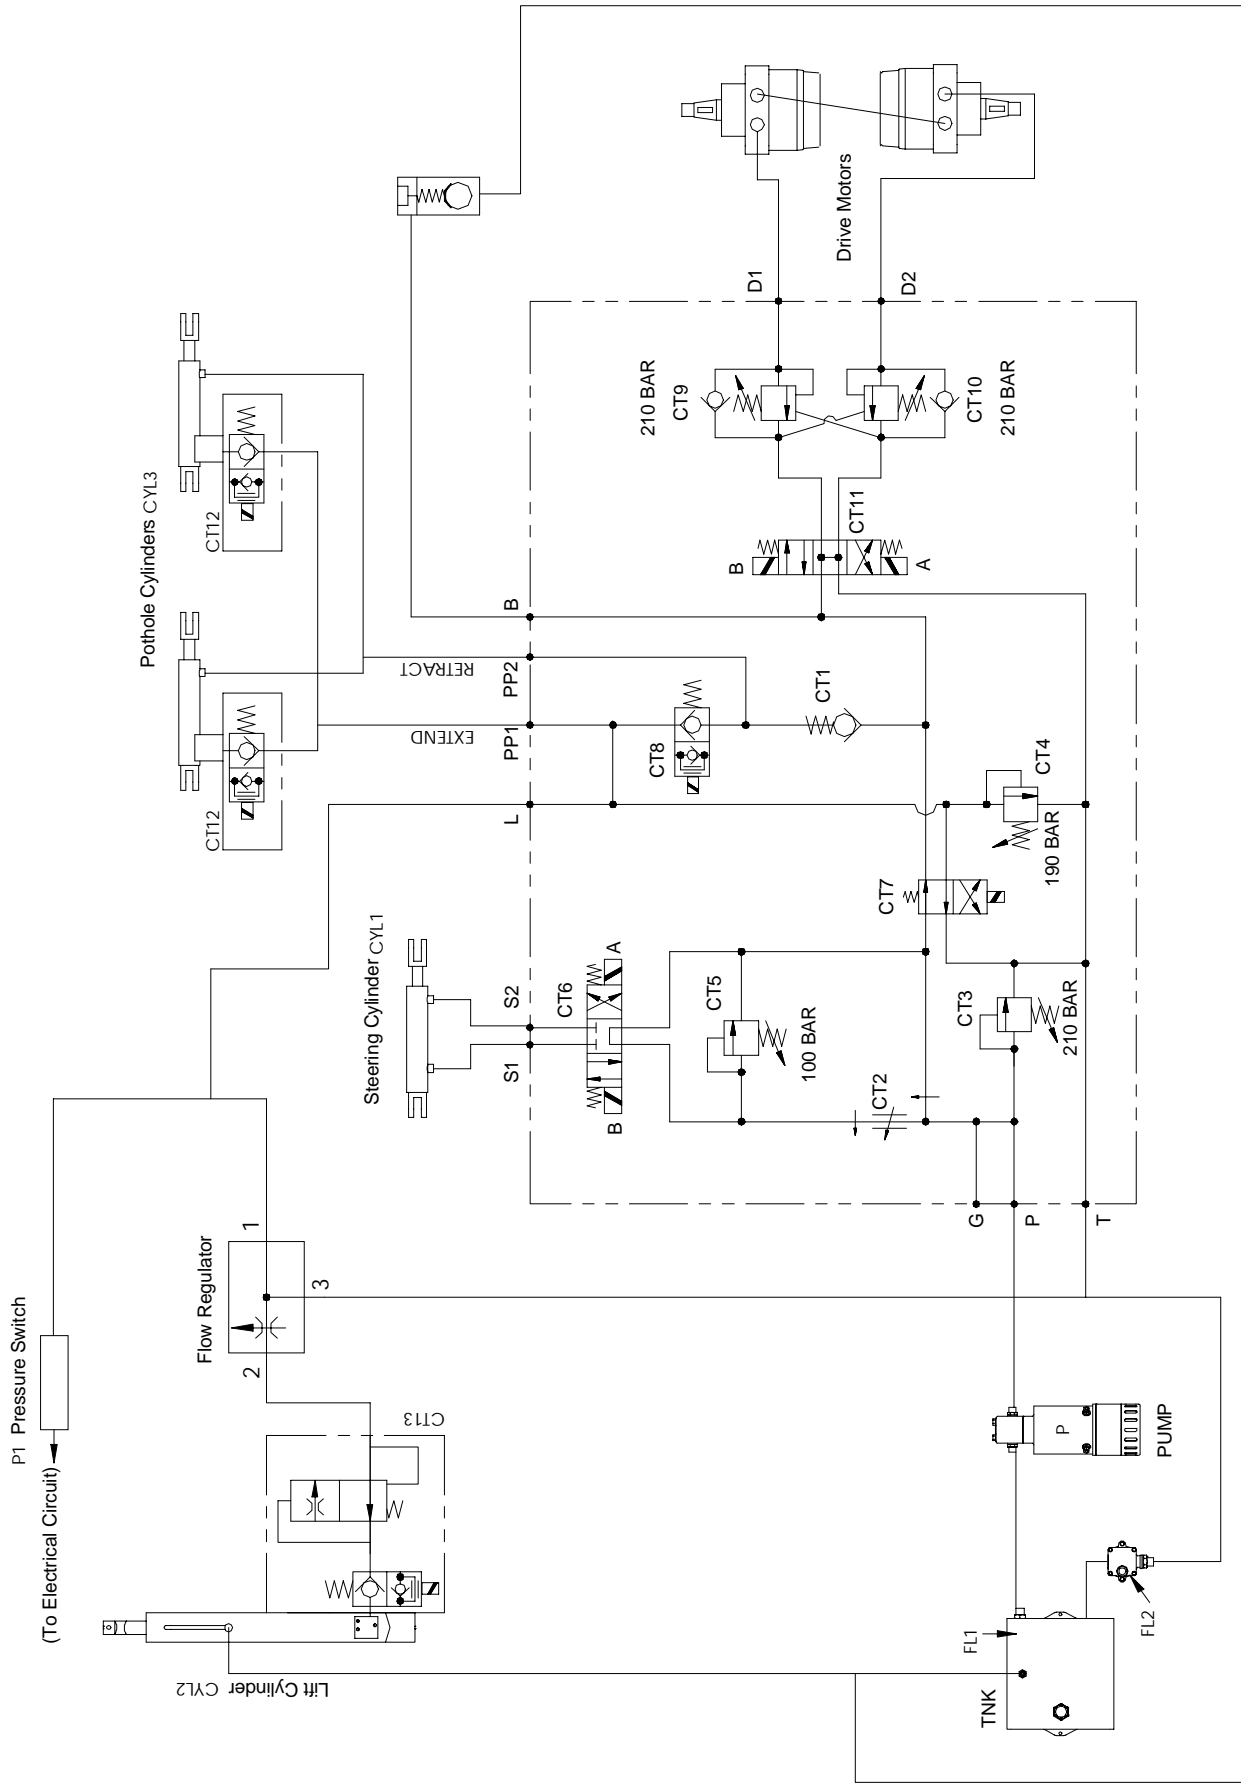 P1 Pressure Switch
(To Electrical Circuit)
Flow Regulator
1
2
3
CT13
Lift Cylinder CYL2
Pothole Cylinders CYL3
CT12
CT12
Steering Cylinder CYL1
EXTEND
RETRACT
S1
S2
L
PP1
PP2
B
CT6
A
B
CT5
100 BAR
CT2
CT8
CT1
CT7
CT4
190 BAR
CT3
210 BAR
CT11
B
A
210 BAR
CT9
CT10
210 BAR
D1
D2
Drive Motors
G
P
T
P
PUMP
FL1
FL2
TNK